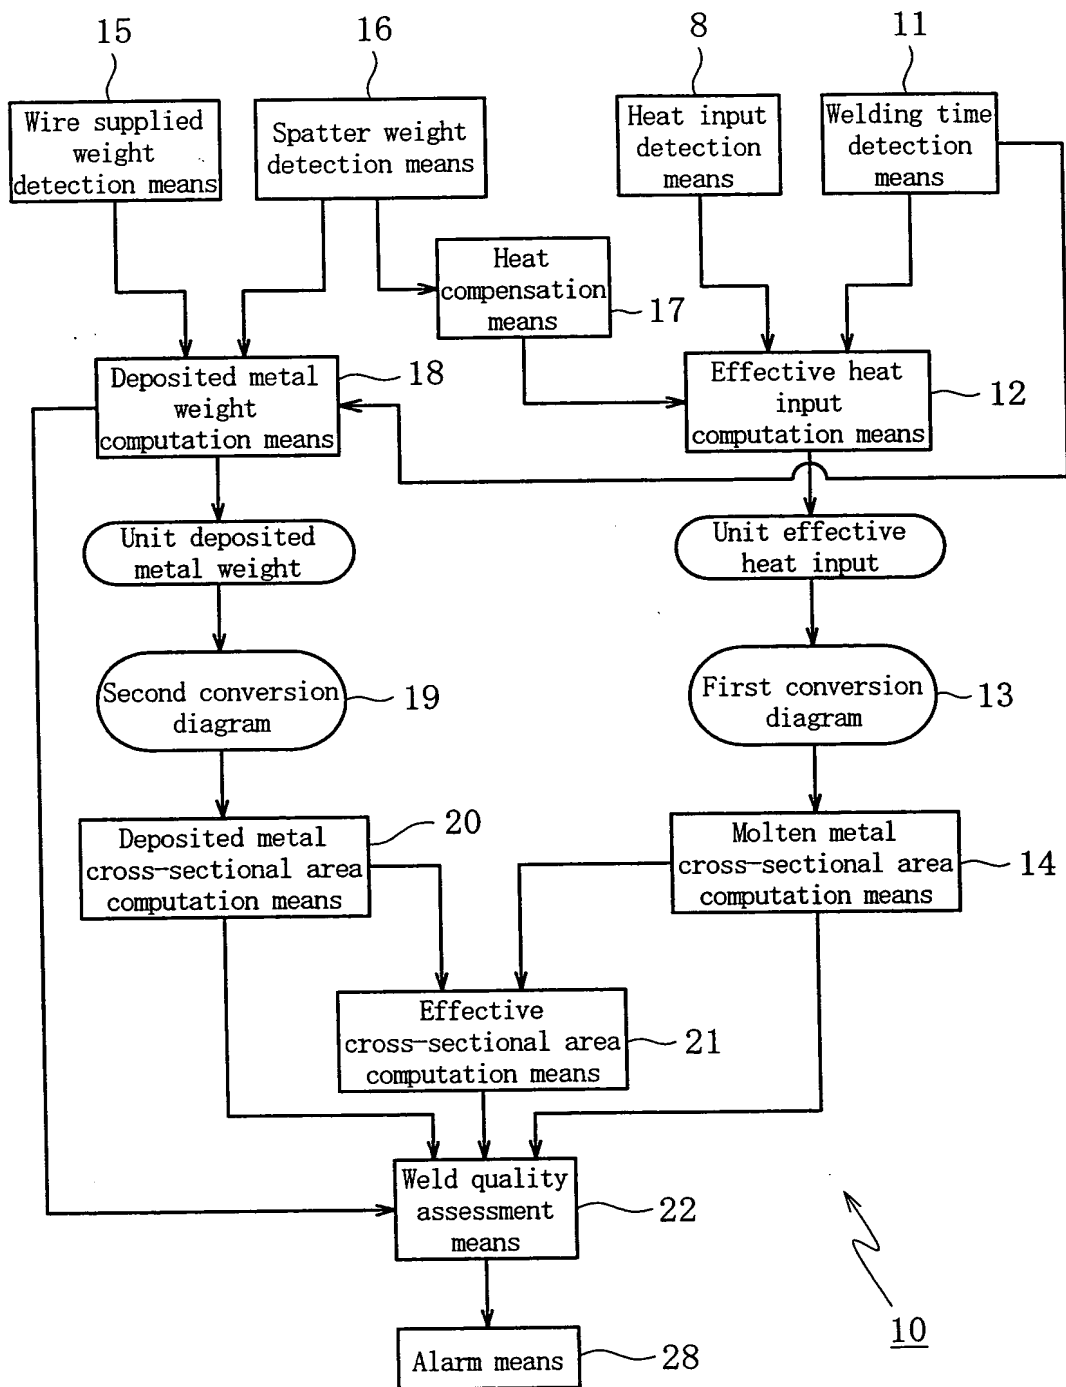 15
16
8
11
Wire supplied
weight
detection means
Spatter weight
detection means
Heat input
detection
means
Welding time
detection
means
Heat
compensation
means
17
Deposited metal
weight
computation means
18
Effective heat
input
computation means
12
Unit deposited
metal weight
Unit effective
heat input
Second conversion
diagram
19
First conversion
diagram
13
Deposited metal
cross-sectional area
computation means
20
Molten metal
cross-sectional area
computation means
14
Effective
cross-sectional area
computation means
21
Weld quality
assessment
means
22
10
Alarm means
28